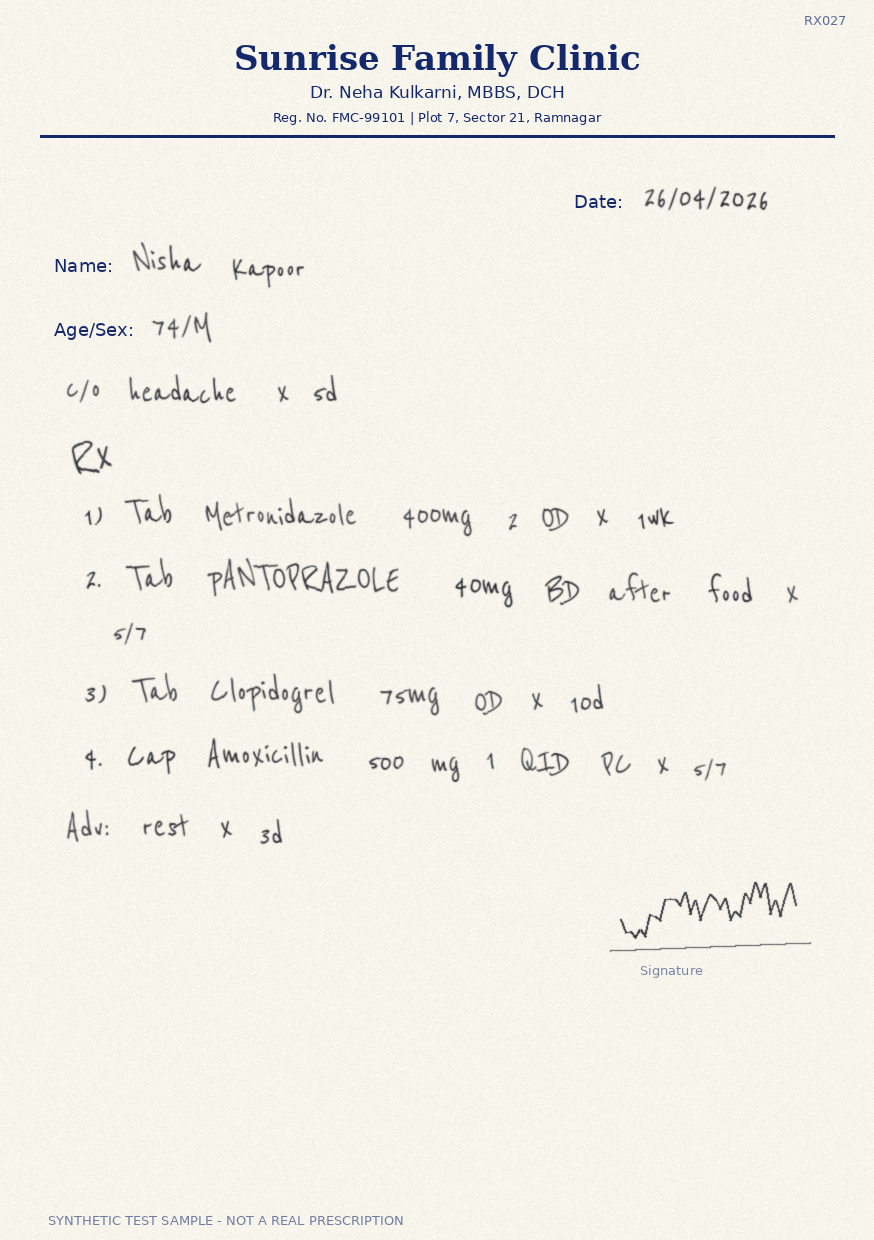 RX027
Sunrise Family Clinic
Dr. Neha Kulkarni, MBBS, DCH
Reg. No. FMC-99101 | Plot 7, Sector 21, Ramnagar
Date: 26/04/2026
Name: Nisha Kapoor
Age/Sex: 74/M
c/o headache x 5d
Rx
1) Tab Metronidazole 400mg 2 OD x 1wk
2. Tab pANTOPRAZOLE 40mg BD after food x
5/7
3) Tab Clopidogrel 75mg OD x 10d
4. Cap Amoxicillin 500 mg 1 QID PC x 5/7
Adv: rest x 3d
Signature
SYNTHETIC TEST SAMPLE - NOT A REAL PRESCRIPTION